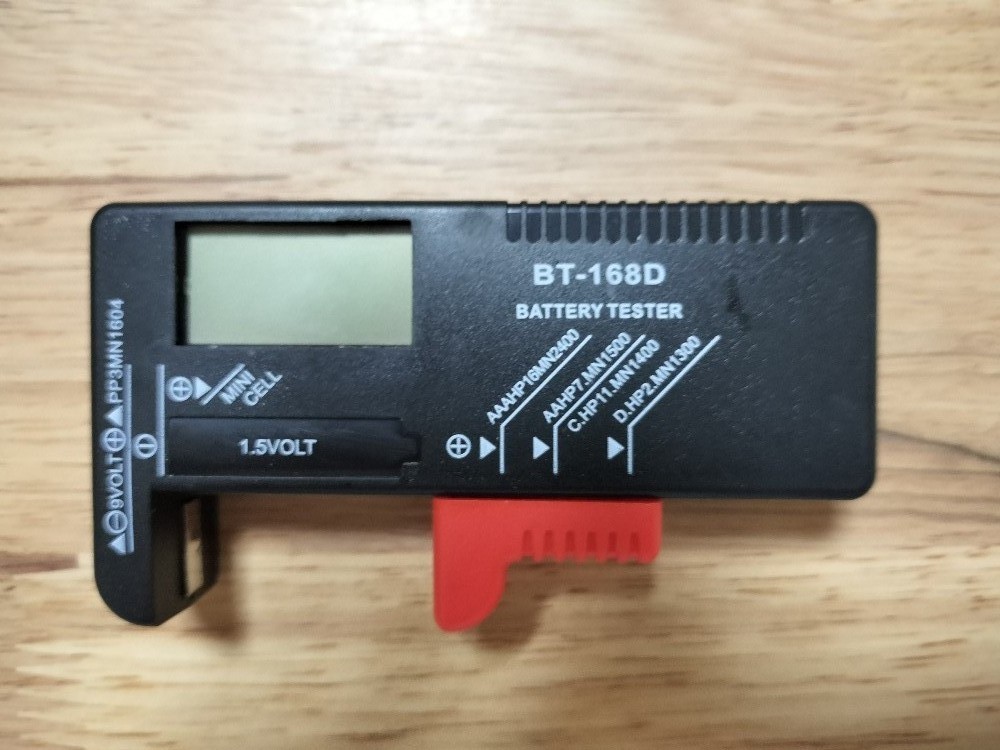 BT-168D
BATTERY TESTER
AAAHP16MN2400
AAHP7.MN1500
C.HP11.MN1400
D.HP2.MN1300
MINI
CELL
1.5VOLT
9VOLT
PP3MN1604